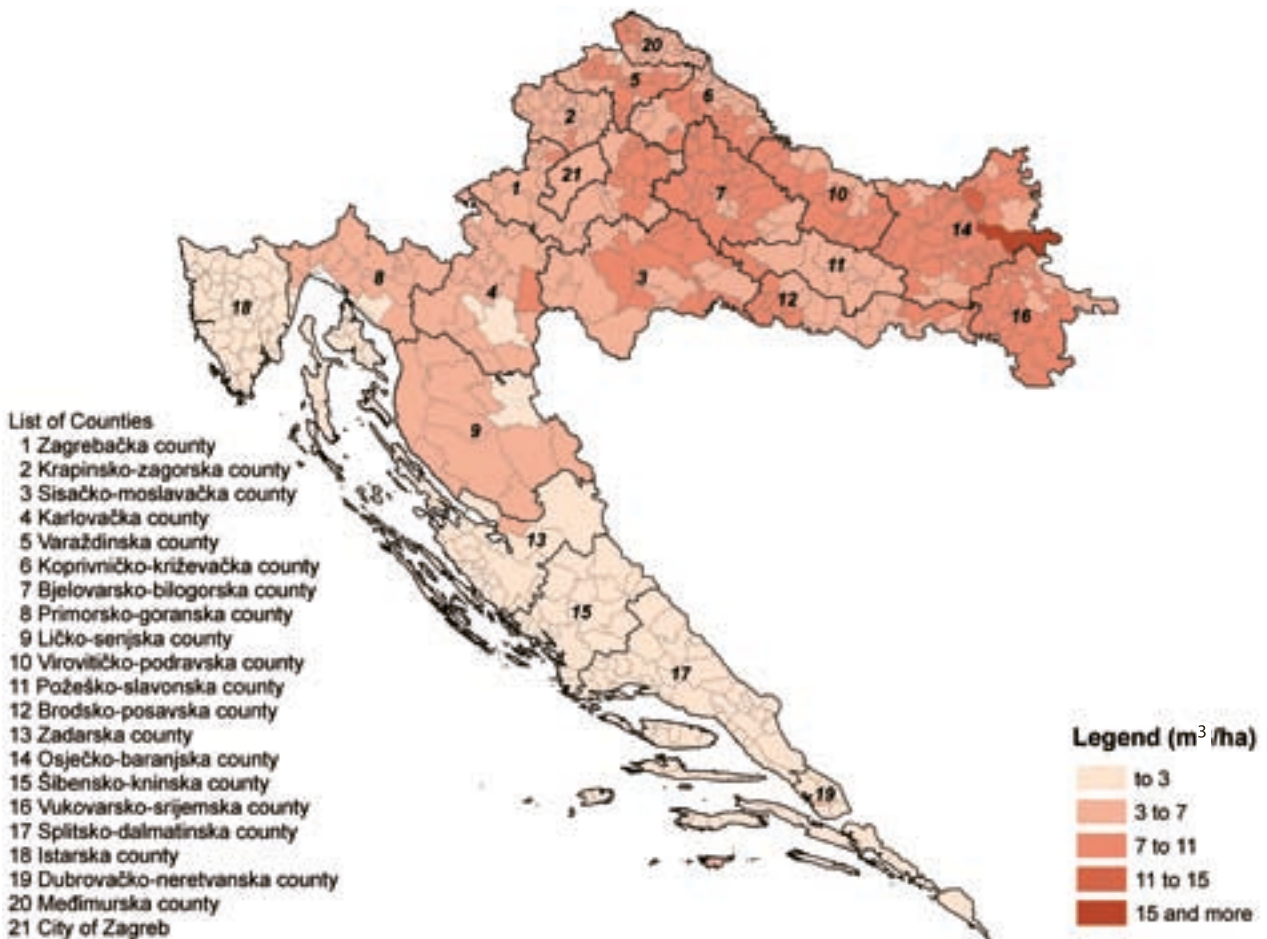 20
5
6
2
21
1
7
10
14
11
3
12
16
8
4
18
9
13
15
17
19
List of Counties
1 Zagrebačka county
2 Krapinsko-zagorska county
3 Sisačko-moslavačka county
4 Karlovačka county
5 Varaždinska county
6 Koprivničko-križevačka county
7 Bjelovarsko-bilogorska county
8 Primorsko-goranska county
9 Ličko-senjska county
10 Virovitičko-podravska county
11 Požeško-slavonska county
12 Brodsko-posavska county
13 Zadarska county
14 Osječko-baranjska county
15 Šibensko-kninska county
16 Vukovarsko-srijemska county
17 Splitsko-dalmatinska county
18 Istarska county
19 Dubrovačko-neretvanska county
20 Međimurska county
21 City of Zagreb
Legend (m³/ha)
to 3
3 to 7
7 to 11
11 to 15
15 and more